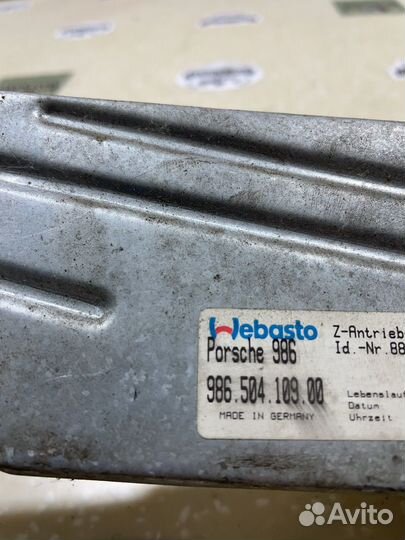 Webasto
Porsche 986
986.504.109.00
MADE IN GERMANY
Z-Antrieb
Id.-Nr.88
Lebenslauf
Datum
Uhrzeit
Avito